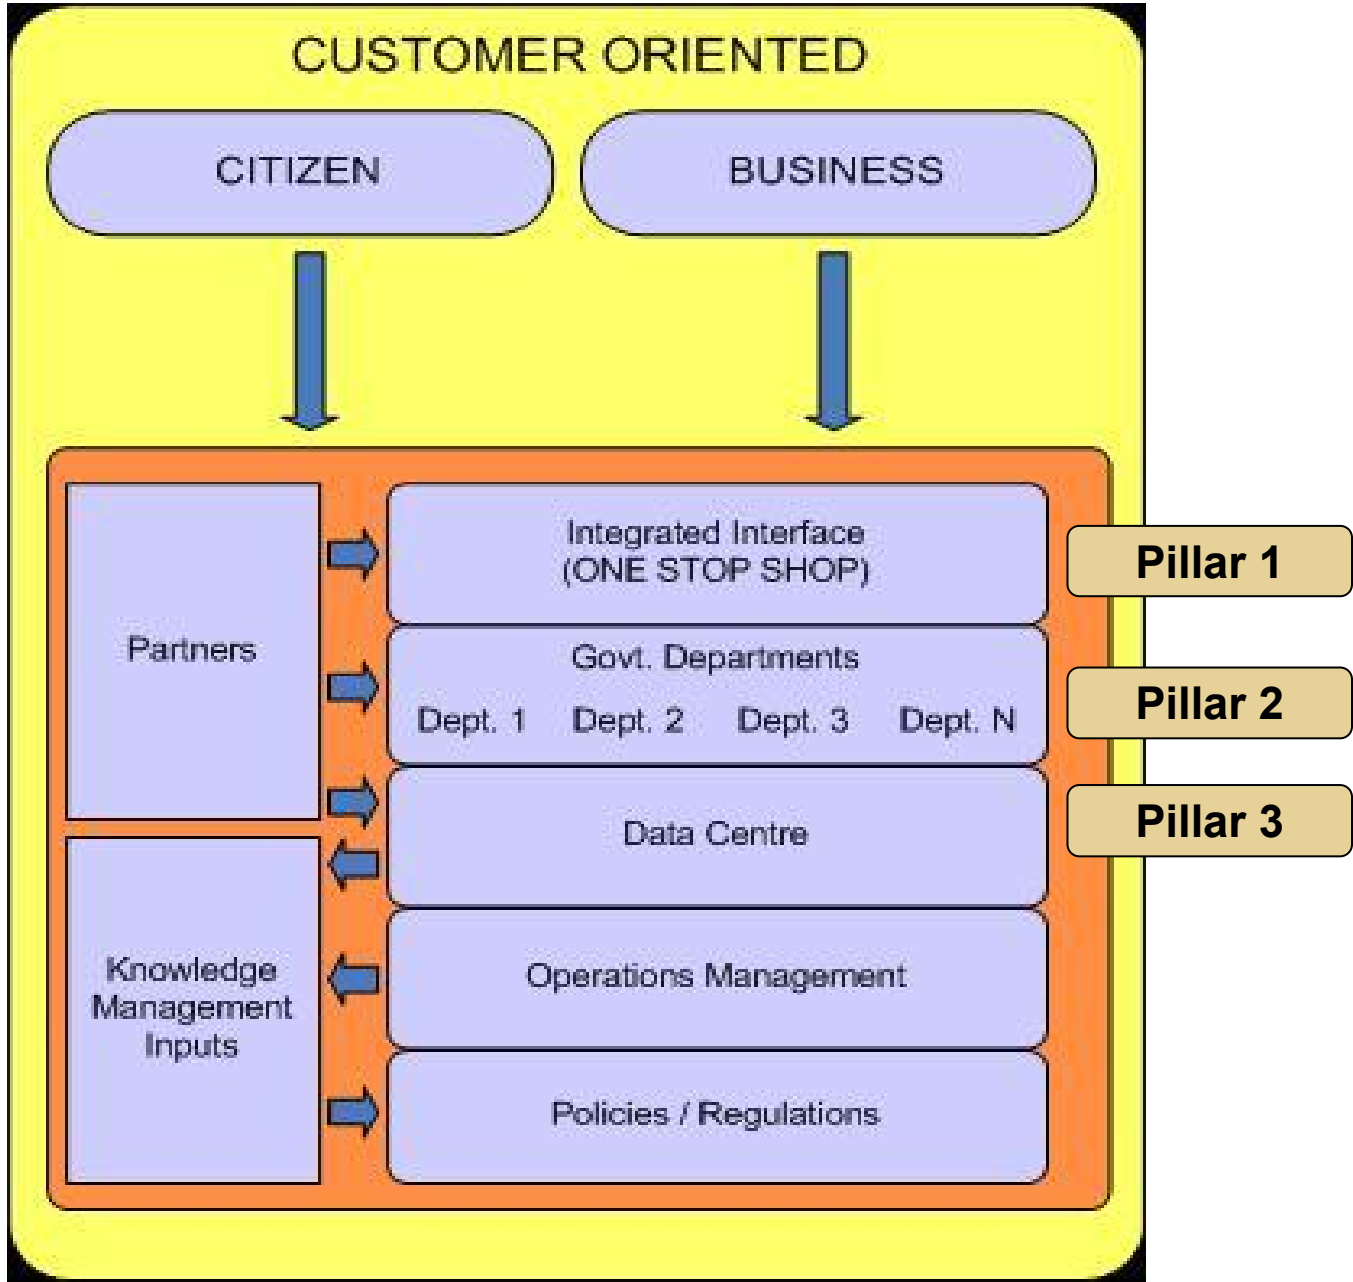 CUSTOMER ORIENTED
CITIZEN
BUSINESS
Partners
Integrated Interface
(ONE STOP SHOP)
Pillar 1
Govt. Departments
Dept. 1 Dept. 2 Dept. 3 Dept. N
Pillar 2
Data Centre
Pillar 3
Knowledge
Management
Inputs
Operations Management
Policies / Regulations